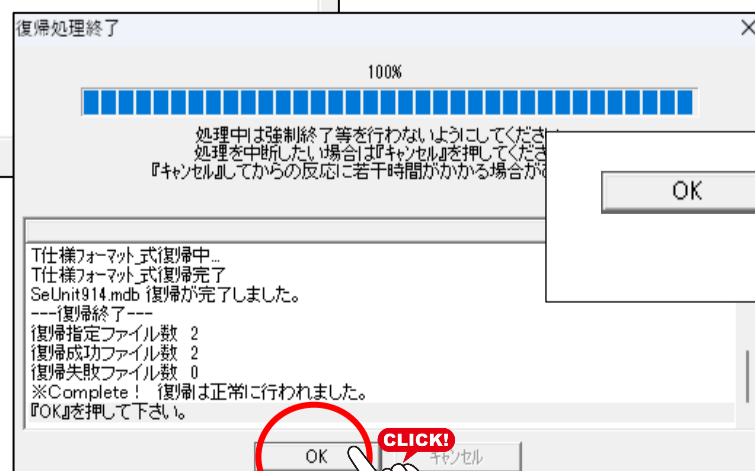 復帰処理終了
100%
処理中は強制終了等を行わないようにしてくださ
処理を中断したい場合は『キャンセル』を押してくださ
『キャンセル』してからの反応に若干時間がかかる場合が
OK
T仕様フォーマット_式復帰中...
T仕様フォーマット_式復帰完了
SeUnit914.mdb 復帰が完了しました。
---復帰終了---
復帰指定ファイル数 2
復帰成功ファイル数 2
復帰失敗ファイル数 0
※Complete! 復帰は正常に行われました。
『OK』を押して下さい。
OK
CLICK!
キャンセル